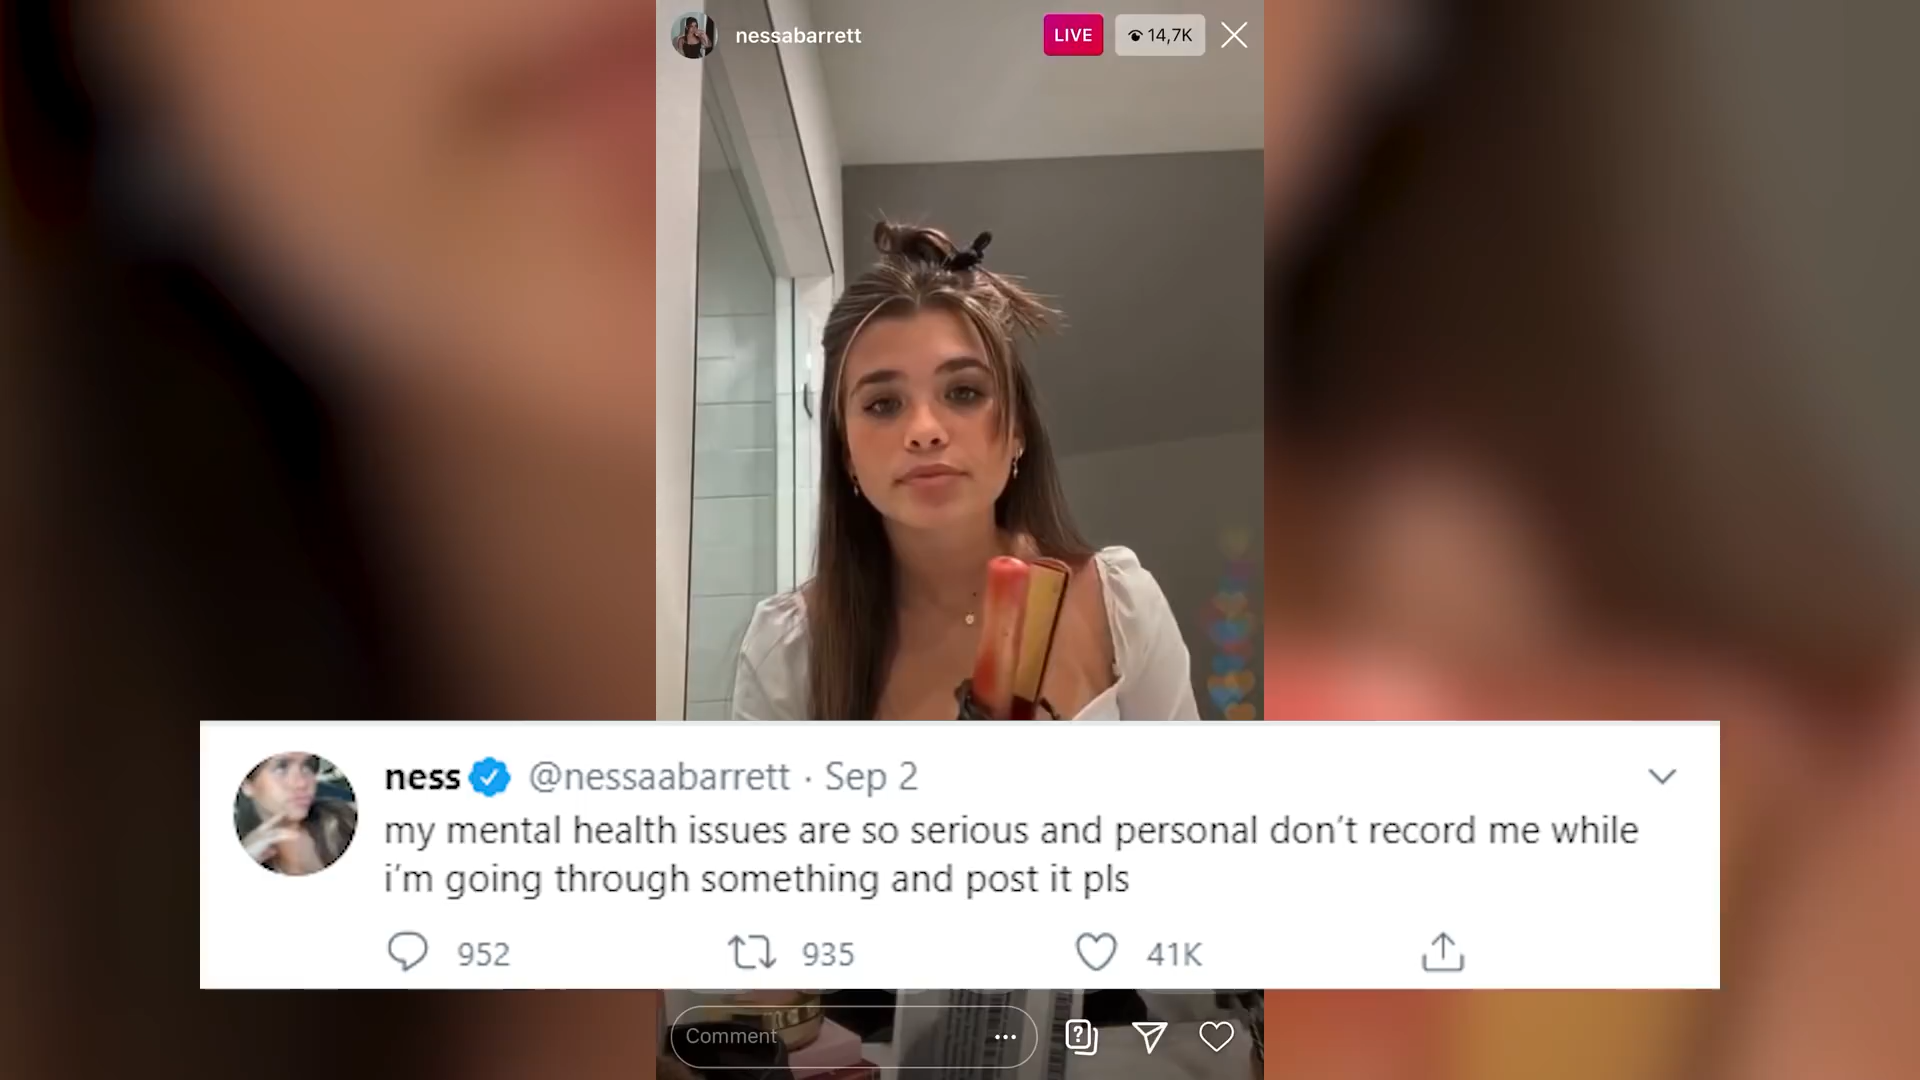 nessabarrett
LIVE
14,7K
ness @nessaabarrett · Sep 2
my mental health issues are so serious and personal don't record me while
i'm going through something and post it pls
952
935
41K
Comment